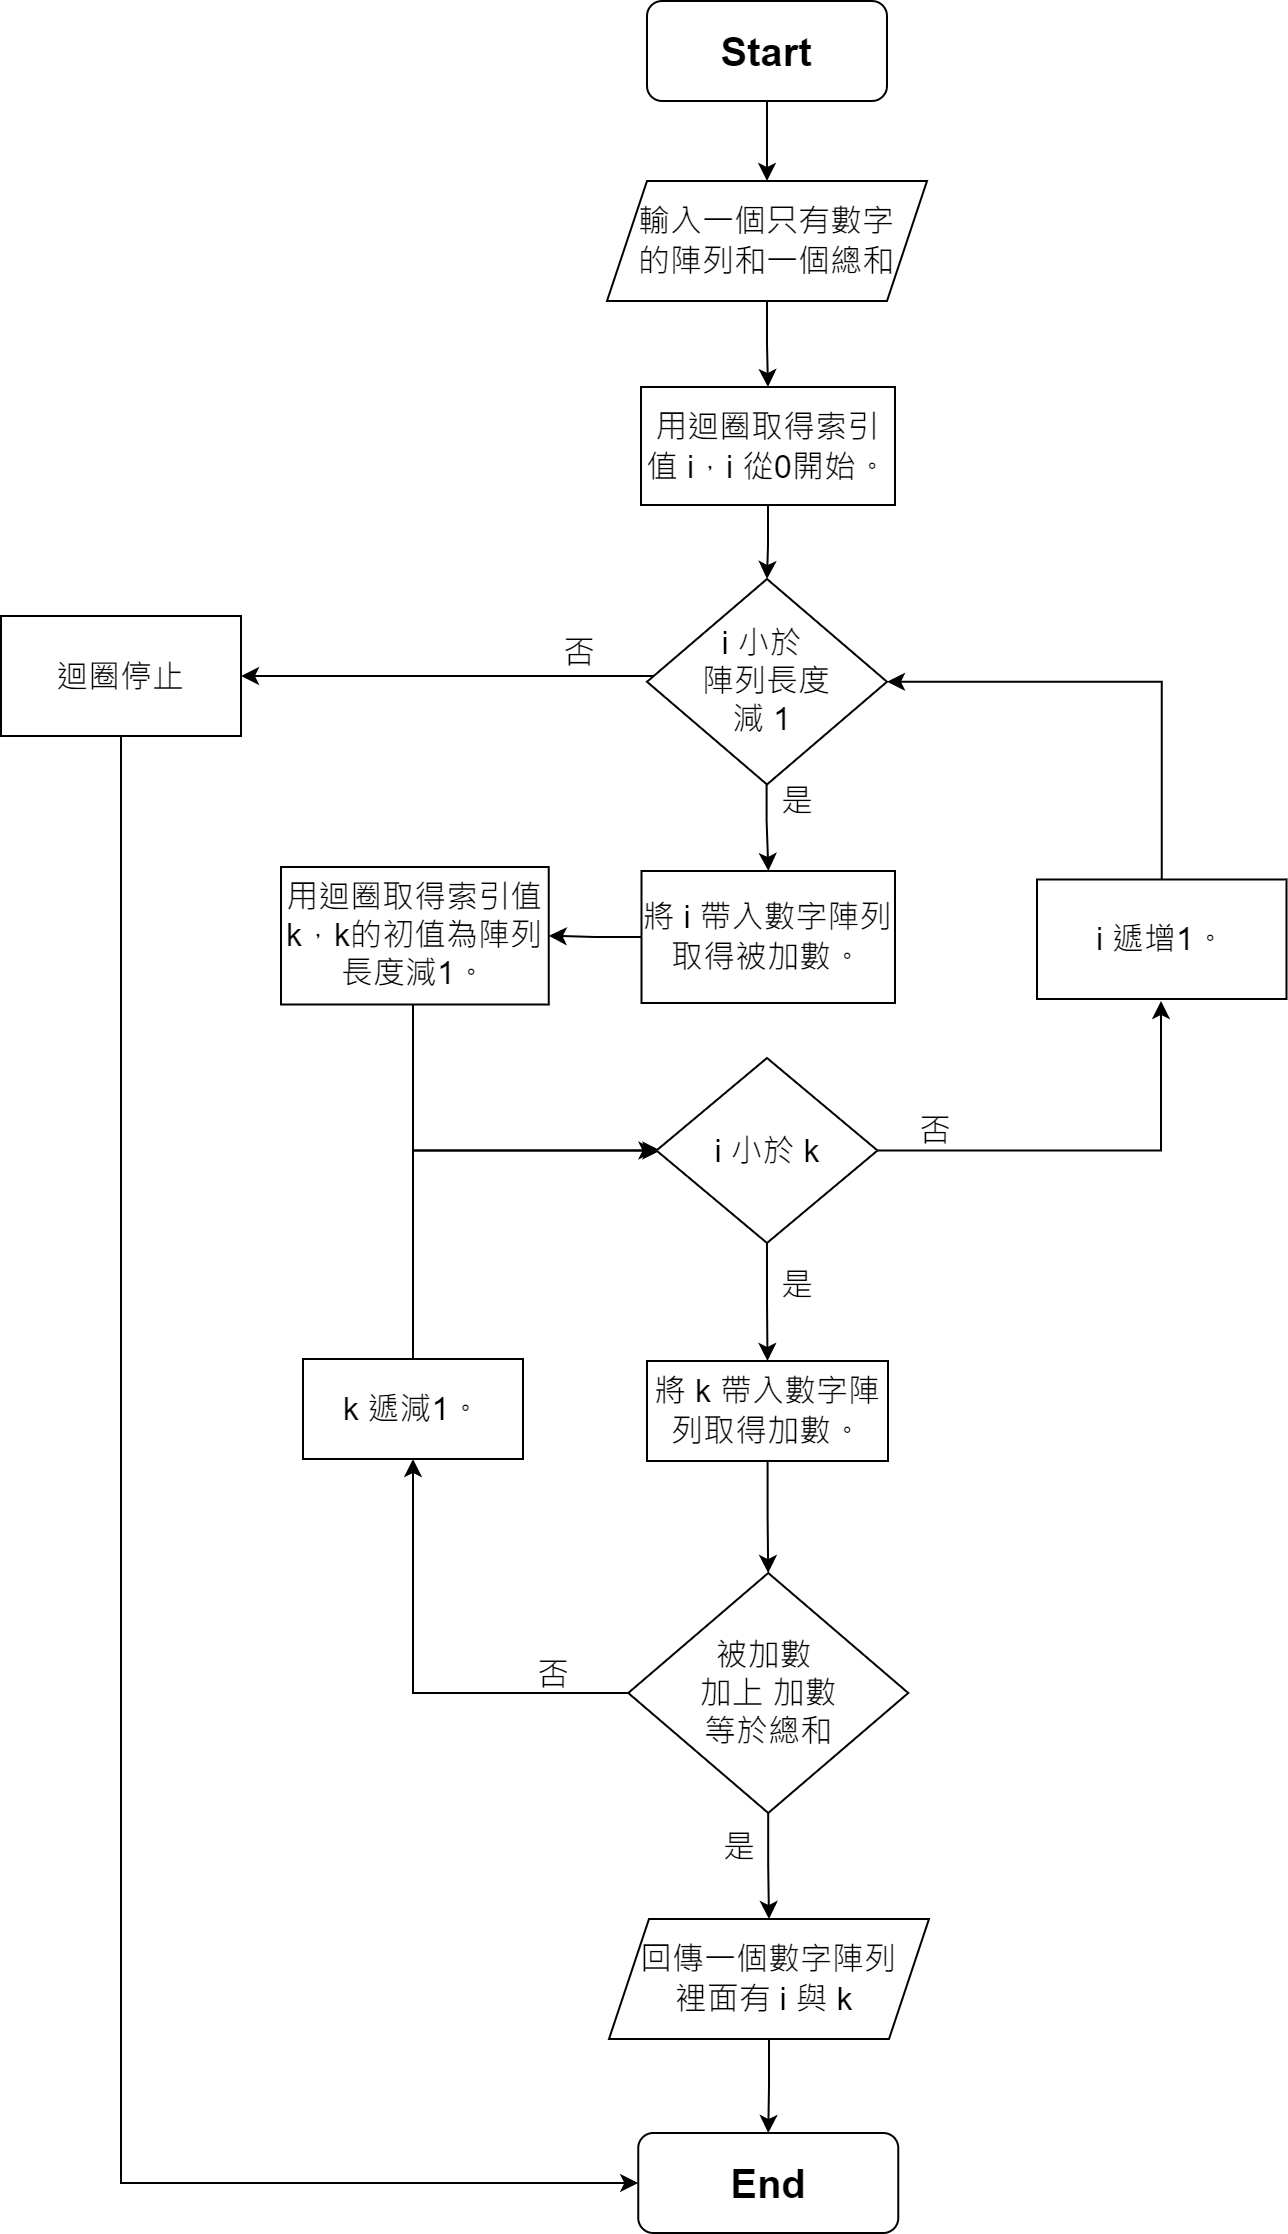 Start
輸入一個只有數字
的陣列和一個總和
用迴圈取得索引
值 i，i 從0開始。
i 小於
陣列長度
減 1
否
迴圈停止
是
將 i 帶入數字陣列
取得被加數。
用迴圈取得索引值
k，k的初值為陣列
長度減1。
i 遞增1。
i 小於 k
否
是
將 k 帶入數字陣
列取得加數。
k 遞減1。
被加數
加上 加數
等於總和
否
是
回傳一個數字陣列
裡面有 i 與 k
End